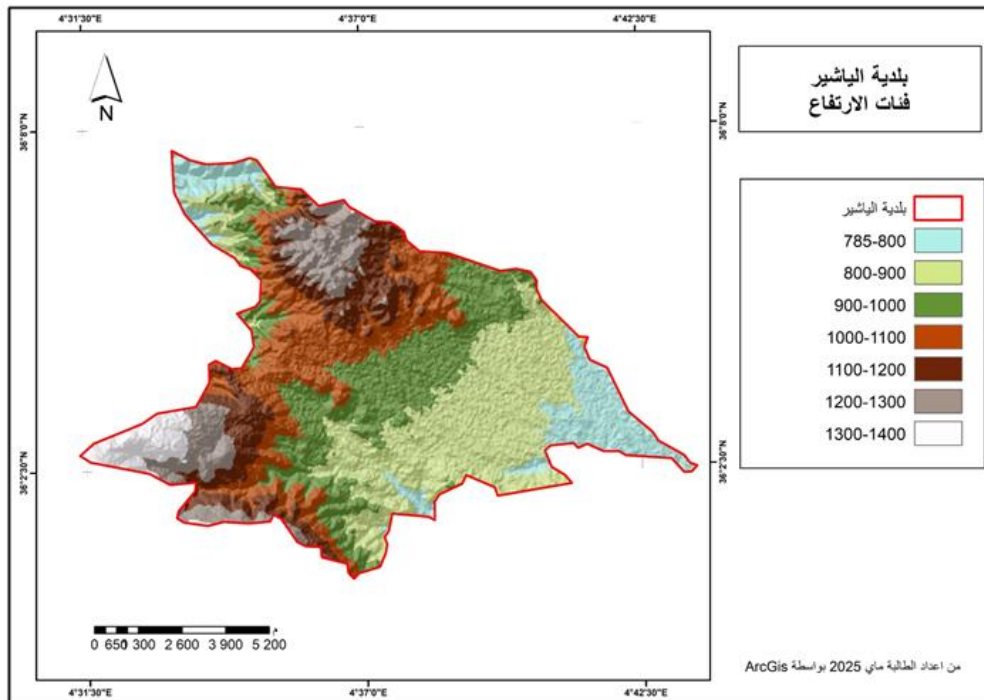 4°31'30"E 4°37'0"E 4°42'30"E
بلدية الياشير
فئات الارتفاع
N
36°8'0"N 36°8'0"N
بلدية الياشير
785-800
800-900
900-1000
1000-1100
1100-1200
1200-1300
1300-1400
36°2'30"N 36°2'30"N
م
0 650 1 300 2 600 3 900 5 200
من اعداد الطالبة ماي 2025 بواسطة ArcGis
4°31'30"E 4°37'0"E 4°42'30"E